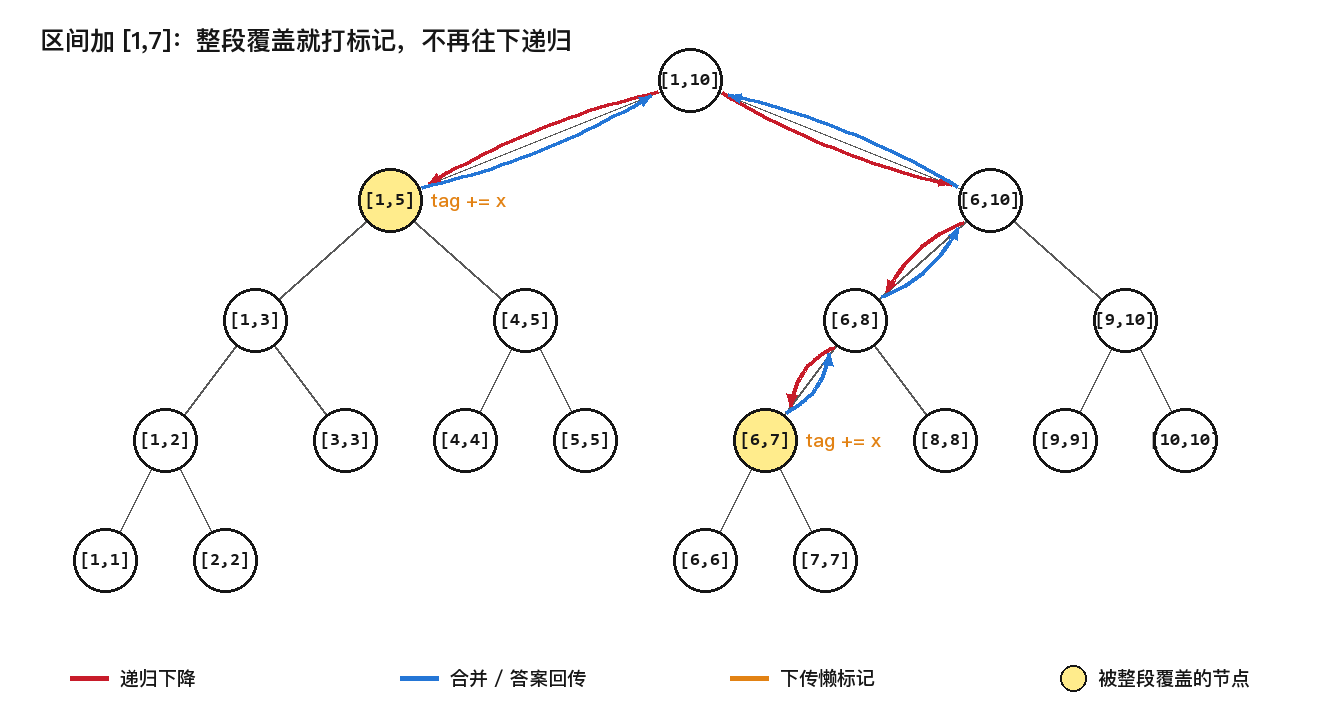 区间加 [1,7]：整段覆盖就打标记，不再往下递归
[1,10]
[1,5] tag += x [6,10]
[1,3] [4,5] [6,8] [9,10]
[1,2] [3,3] [4,4] [5,5] [6,7] tag += x [8,8] [9,9] [10,10]
[1,1] [2,2] [6,6] [7,7]
递归下降 合并 / 答案回传 下传懒标记 被整段覆盖的节点